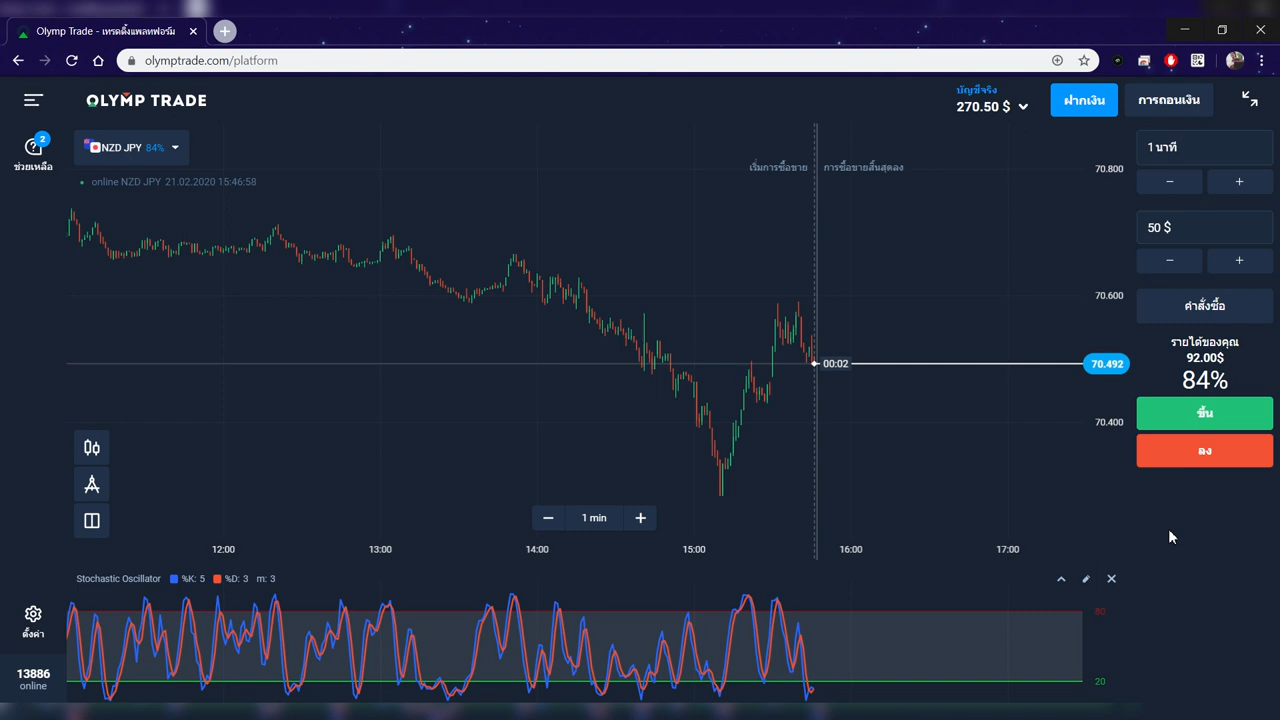 Olymp Trade - เทรดดิ้งแพลทฟอร์ม
olymptrade.com/platform
OLYMP TRADE
บัญชีจริง
270.50 $
ฝากเงิน
การถอนเงิน
2
ช่วยเหลือ
NZD JPY 84%
online NZD JPY 21.02.2020 15:46:58
เริ่มการซื้อขาย
การซื้อขายสิ้นสุดลง
70.800
70.600
00:02
70.492
70.400
1 นาที
− +
50 $
− +
คำสั่งซื้อ
รายได้ของคุณ
92.00$
84%
ขึ้น
ลง
− 1 min +
12:00 13:00 14:00 15:00 16:00 17:00
Stochastic Oscillator %K: 5 %D: 3 m: 3
80
20
ตั้งค่า
13886
online